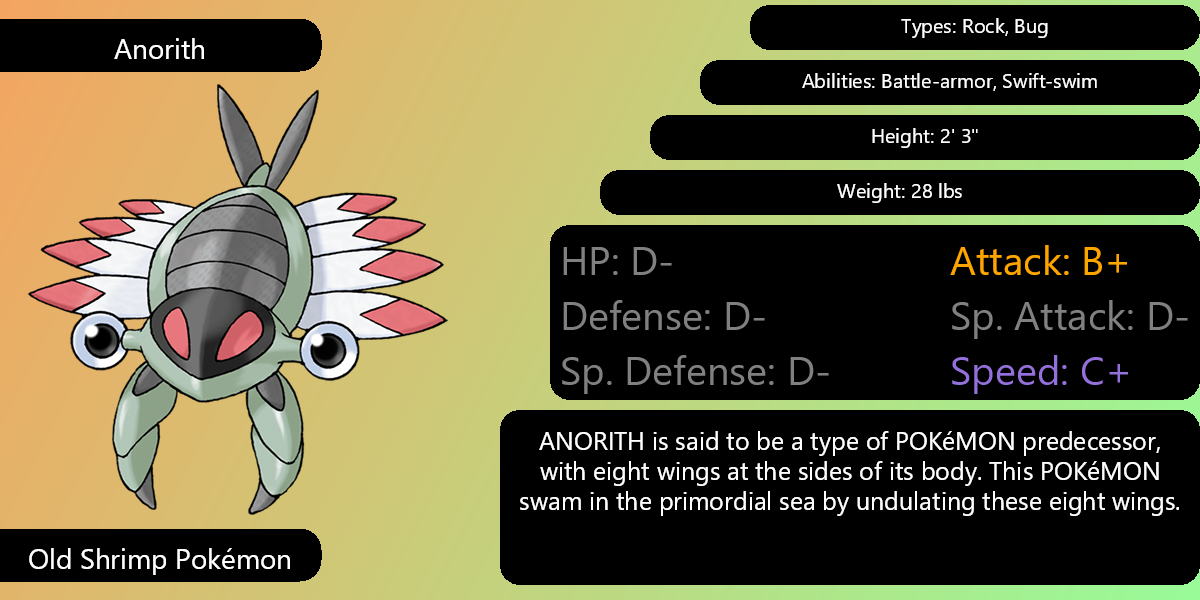 Anorith
Types: Rock, Bug
Abilities: Battle-armor, Swift-swim
Height: 2' 3"
Weight: 28 lbs
HP: D-
Attack: B+
Defense: D-
Sp. Attack: D-
Sp. Defense: D-
Speed: C+
ANORITH is said to be a type of POKéMON predecessor,
with eight wings at the sides of its body. This POKéMON
swam in the primordial sea by undulating these eight wings.
Old Shrimp Pokémon